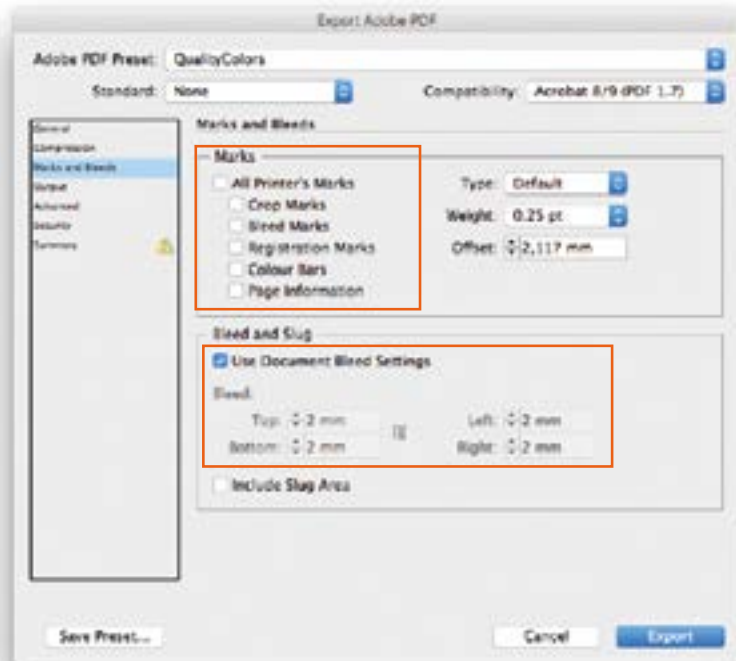 Export Adobe PDF
Adobe PDF Preset: QualityColors
Standard: None Compatibility: Acrobat 8/9 (PDF 1.7)
General
Compression
Marks and Bleeds
Output
Advanced
Security
Summary
Marks and Bleeds
Marks
All Printer's Marks
Crop Marks
Bleed Marks
Registration Marks
Colour Bars
Page Information
Type: Default
Weight: 0.25 pt
Offset: 2,117 mm
Bleed and Slug
Use Document Bleed Settings
Bleed:
Top: 2 mm Left: 2 mm
Bottom: 2 mm Right: 2 mm
Include Slug Area
Save Preset... Cancel Export